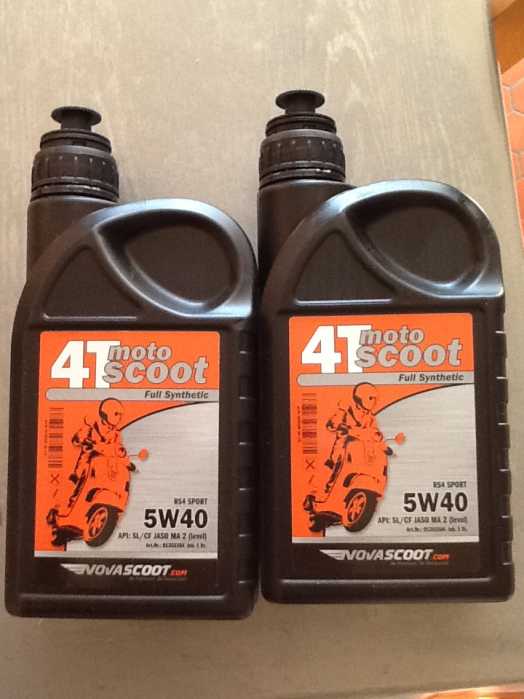 4T moto
scoot
Full Synthetic
RS4 SPORT
5W40
API: SL/CF JASO MA 2 (level)
NOVASCOOT.COM
4T moto
scoot
Full Synthetic
RS4 SPORT
5W40
API: SL/CF JASO MA 2 (level)
NOVASCOOT.COM